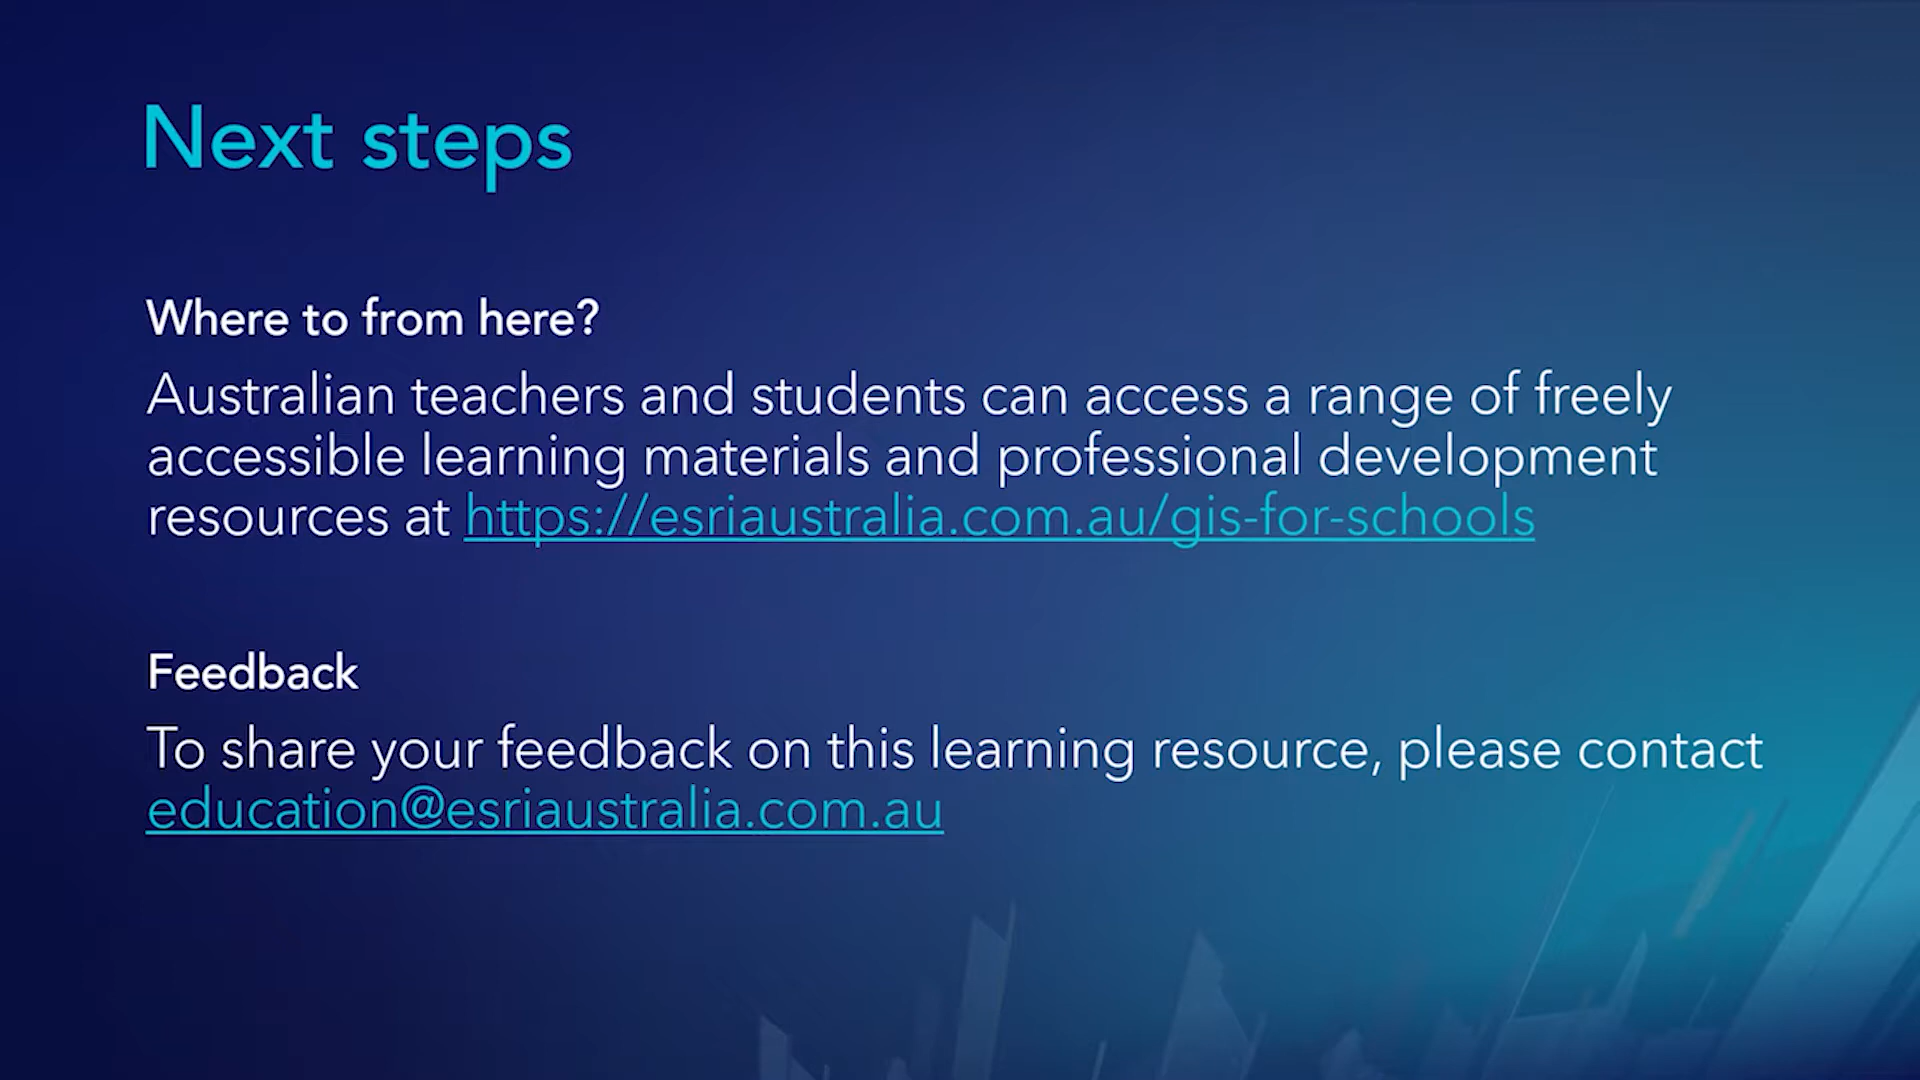 Next steps
Where to from here?
Australian teachers and students can access a range of freely
accessible learning materials and professional development
resources at https://esriaustralia.com.au/gis-for-schools
Feedback
To share your feedback on this learning resource, please contact
education@esriaustralia.com.au